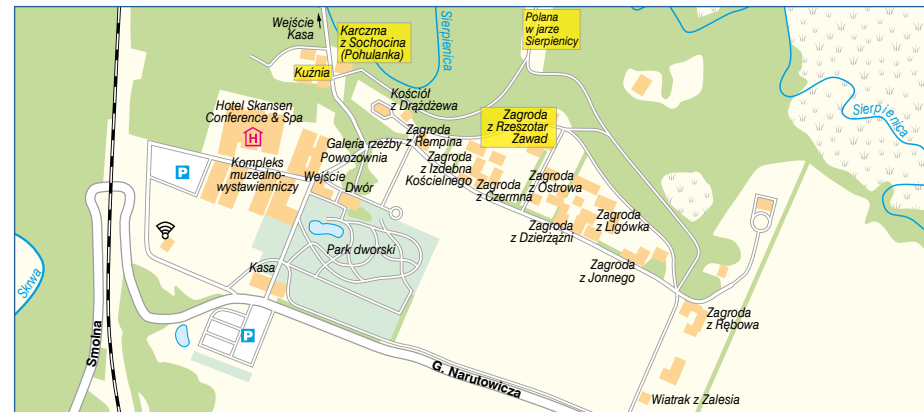 Wejście
Kasa
Karczma
z Sochocina
(Pohulanka)
Sierpienica
Polana
w jarze
Sierpienicy
Kuźnia
Kościół
z Drążdżewa
Hotel Skansen
Conference & Spa
H
Zagroda
z Rzeszotar
Zawad
Sierpienica
Galeria rzeźby
Powozownia
Zagroda
z Rempina
Zagroda
z Izdebna
Kościelnego
P
Kompleks
muzealno-
wystawienniczy
Wejście
Dwór
Zagroda
z Czermna
Zagroda
z Ostrowa
Zagroda
z Ligówka
Zagroda
z Dzierzążni
Park dworski
Kasa
Zagroda
z Jonnego
Skrwa
Zagroda
z Rębowa
P
Smolna
G. Narutowicza
Wiatrak z Zalesia